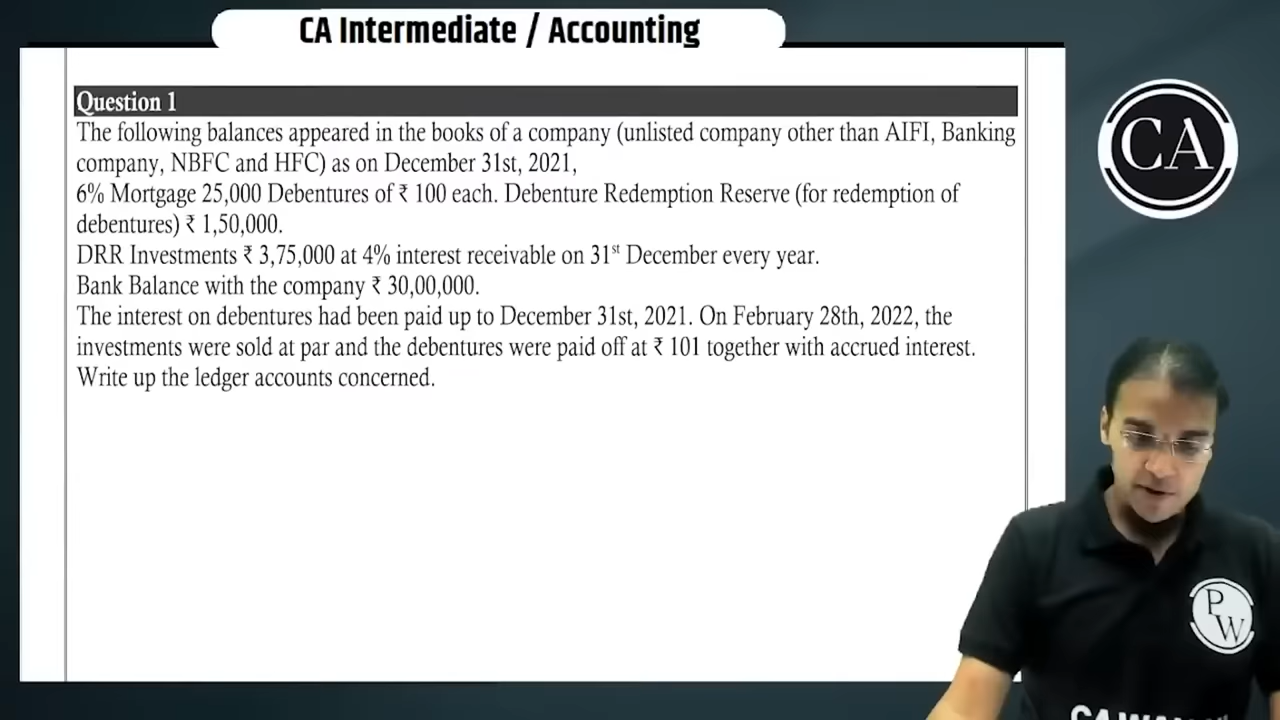 CA Intermediate / Accounting
Question 1
The following balances appeared in the books of a company (unlisted company other than AIFI, Banking
company, NBFC and HFC) as on December 31st, 2021,
6% Mortgage 25,000 Debentures of ₹ 100 each. Debenture Redemption Reserve (for redemption of
debentures) ₹ 1,50,000.
DRR Investments ₹ 3,75,000 at 4% interest receivable on 31st December every year.
Bank Balance with the company ₹ 30,00,000.
The interest on debentures had been paid up to December 31st, 2021. On February 28th, 2022, the
investments were sold at par and the debentures were paid off at ₹ 101 together with accrued interest.
Write up the ledger accounts concerned.
CA
P
W